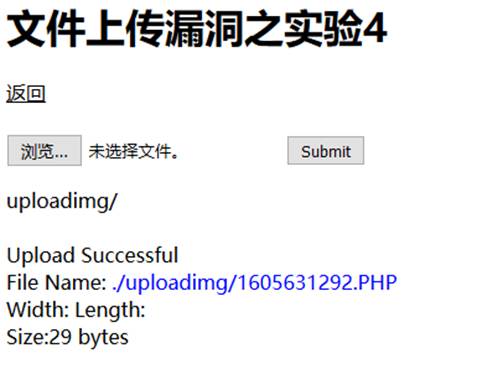 文件上传漏洞之实验4
返回
浏览... 未选择文件。 Submit
uploadimg/
Upload Successful
File Name: ./uploadimg/1605631292.PHP
Width: Length:
Size:29 bytes